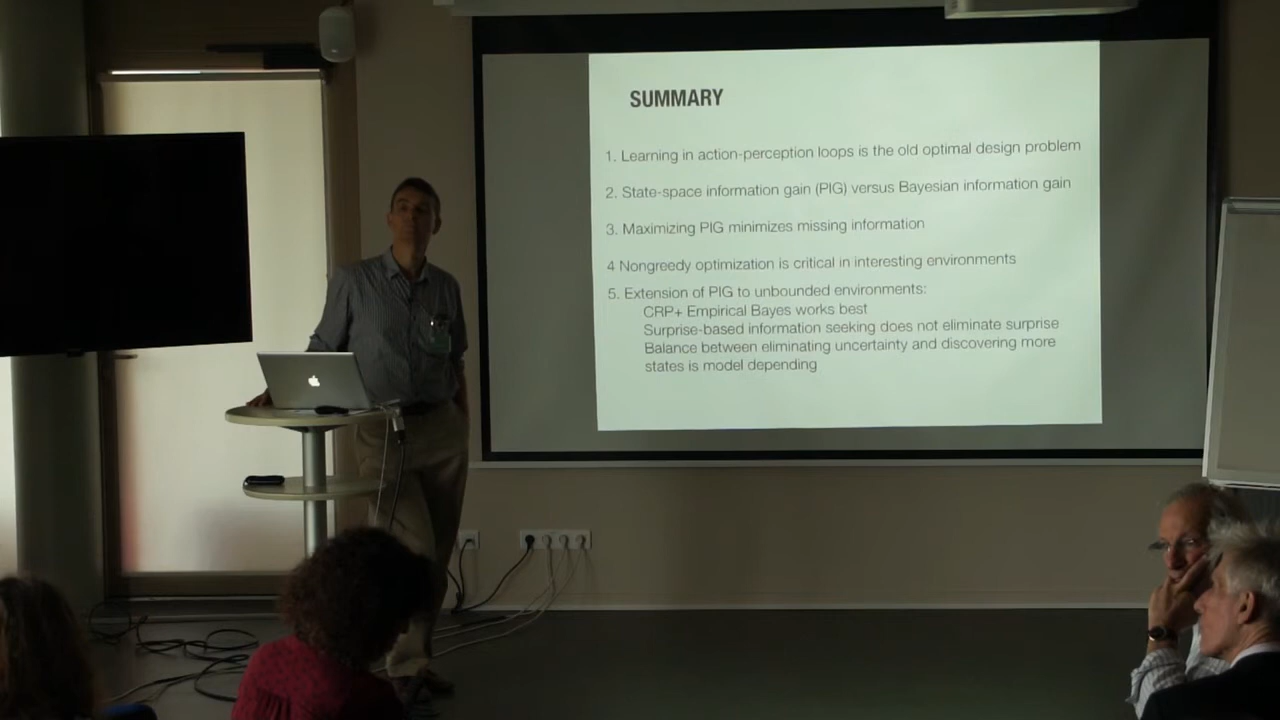 SUMMARY
1. Learning in action-perception loops is the old optimal design problem
2. State-space information gain (PIG) versus Bayesian information gain
3. Maximizing PIG minimizes missing information
4 Nongreedy optimization is critical in interesting environments
5. Extension of PIG to unbounded environments:
CRP+ Empirical Bayes works best
Surprise-based information seeking does not eliminate surprise
Balance between eliminating uncertainty and discovering more
states is model depending